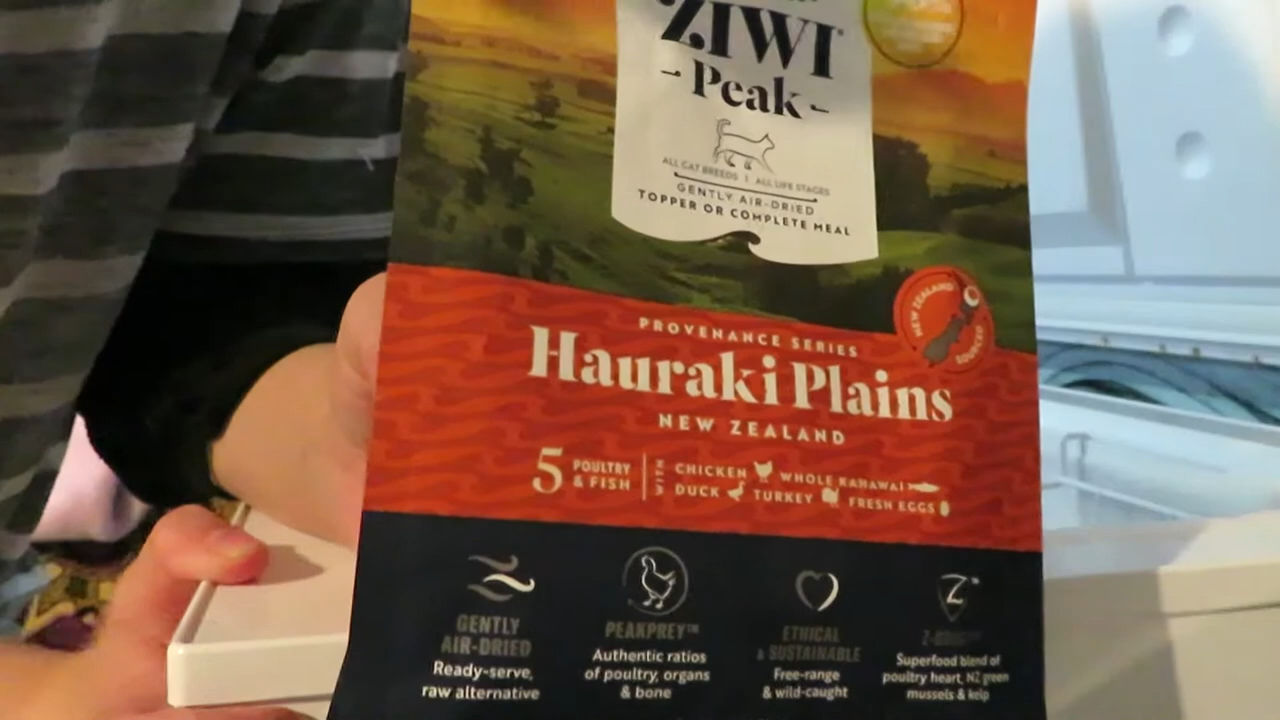 ZIWI®
Peak
ALL CAT BREEDS | ALL LIFE STAGES
GENTLY AIR-DRIED
TOPPER OR COMPLETE MEAL
NEW ZEALAND
SOURCED
PROVENANCE SERIES
Hauraki Plains
NEW ZEALAND
5 POULTRY & FISH WITH CHICKEN WHOLE KAHAWAI
DUCK TURKEY FRESH EGGS
GENTLY AIR-DRIED
Ready-serve,
raw alternative
PEAKPREY™
Authentic ratios
of poultry, organs
& bone
ETHICAL
& SUSTAINABLE
Free-range
& wild-caught
Z
Superfood blend of
poultry heart, NZ green
mussels & kelp